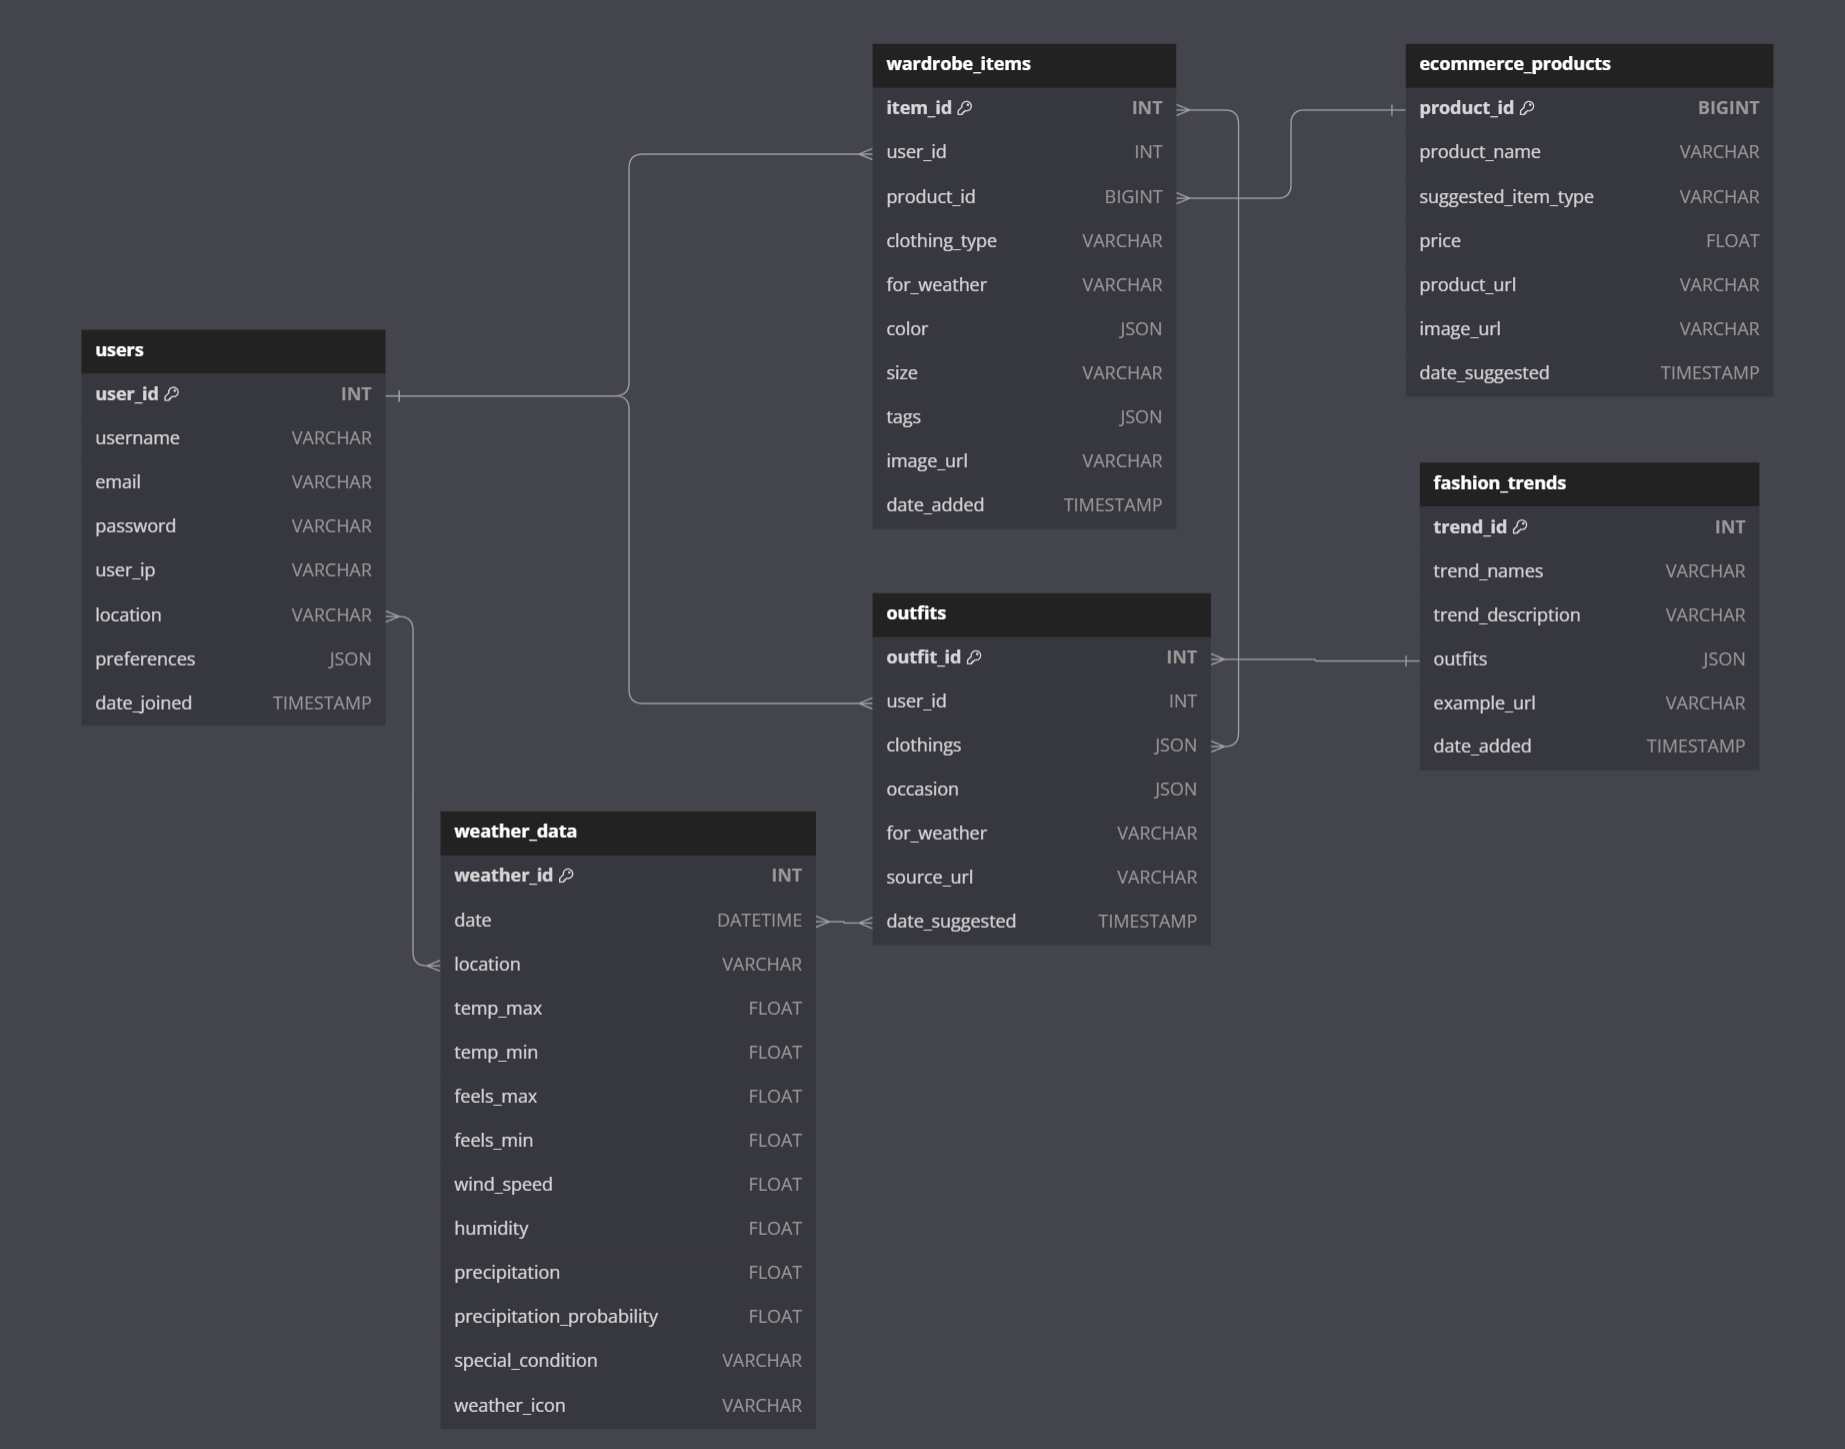 users
user_id INT
username VARCHAR
email VARCHAR
password VARCHAR
user_ip VARCHAR
location VARCHAR
preferences JSON
date_joined TIMESTAMP
weather_data
weather_id INT
date DATETIME
location VARCHAR
temp_max FLOAT
temp_min FLOAT
feels_max FLOAT
feels_min FLOAT
wind_speed FLOAT
humidity FLOAT
precipitation FLOAT
precipitation_probability FLOAT
special_condition VARCHAR
weather_icon VARCHAR
wardrobe_items
item_id INT
user_id INT
product_id BIGINT
clothing_type VARCHAR
for_weather VARCHAR
color JSON
size VARCHAR
tags JSON
image_url VARCHAR
date_added TIMESTAMP
outfits
outfit_id INT
user_id INT
clothings JSON
occasion JSON
for_weather VARCHAR
source_url VARCHAR
date_suggested TIMESTAMP
ecommerce_products
product_id BIGINT
product_name VARCHAR
suggested_item_type VARCHAR
price FLOAT
product_url VARCHAR
image_url VARCHAR
date_suggested TIMESTAMP
fashion_trends
trend_id INT
trend_names VARCHAR
trend_description VARCHAR
outfits JSON
example_url VARCHAR
date_added TIMESTAMP